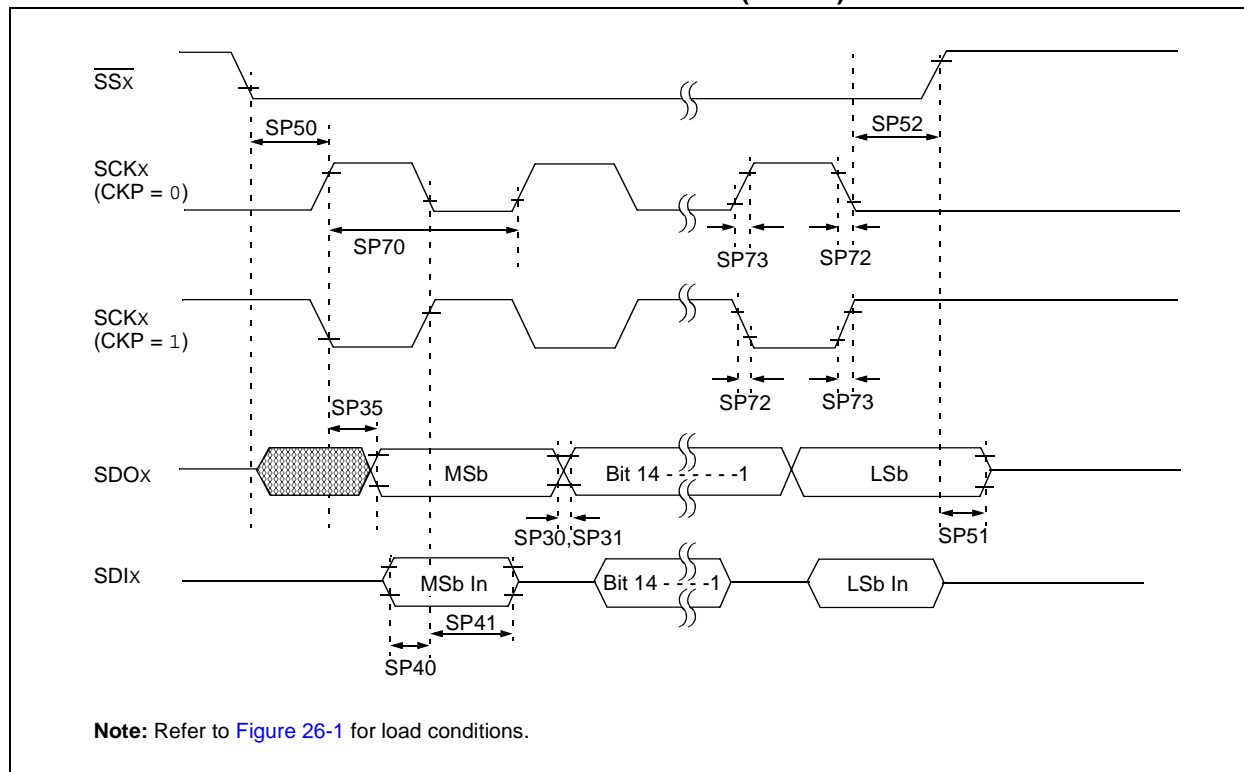 SSX
SP50
SP52
SCKX
(CKP = 0)
SP70
SP73
SP72
SCKX
(CKP = 1)
SP72
SP73
SP35
SDOX
MSb
Bit 14 - - - - - -1
LSb
SP30,SP31
SP51
SDIX
MSb In
Bit 14 - - - -1
LSb In
SP41
SP40
Note: Refer to Figure 26-1 for load conditions.